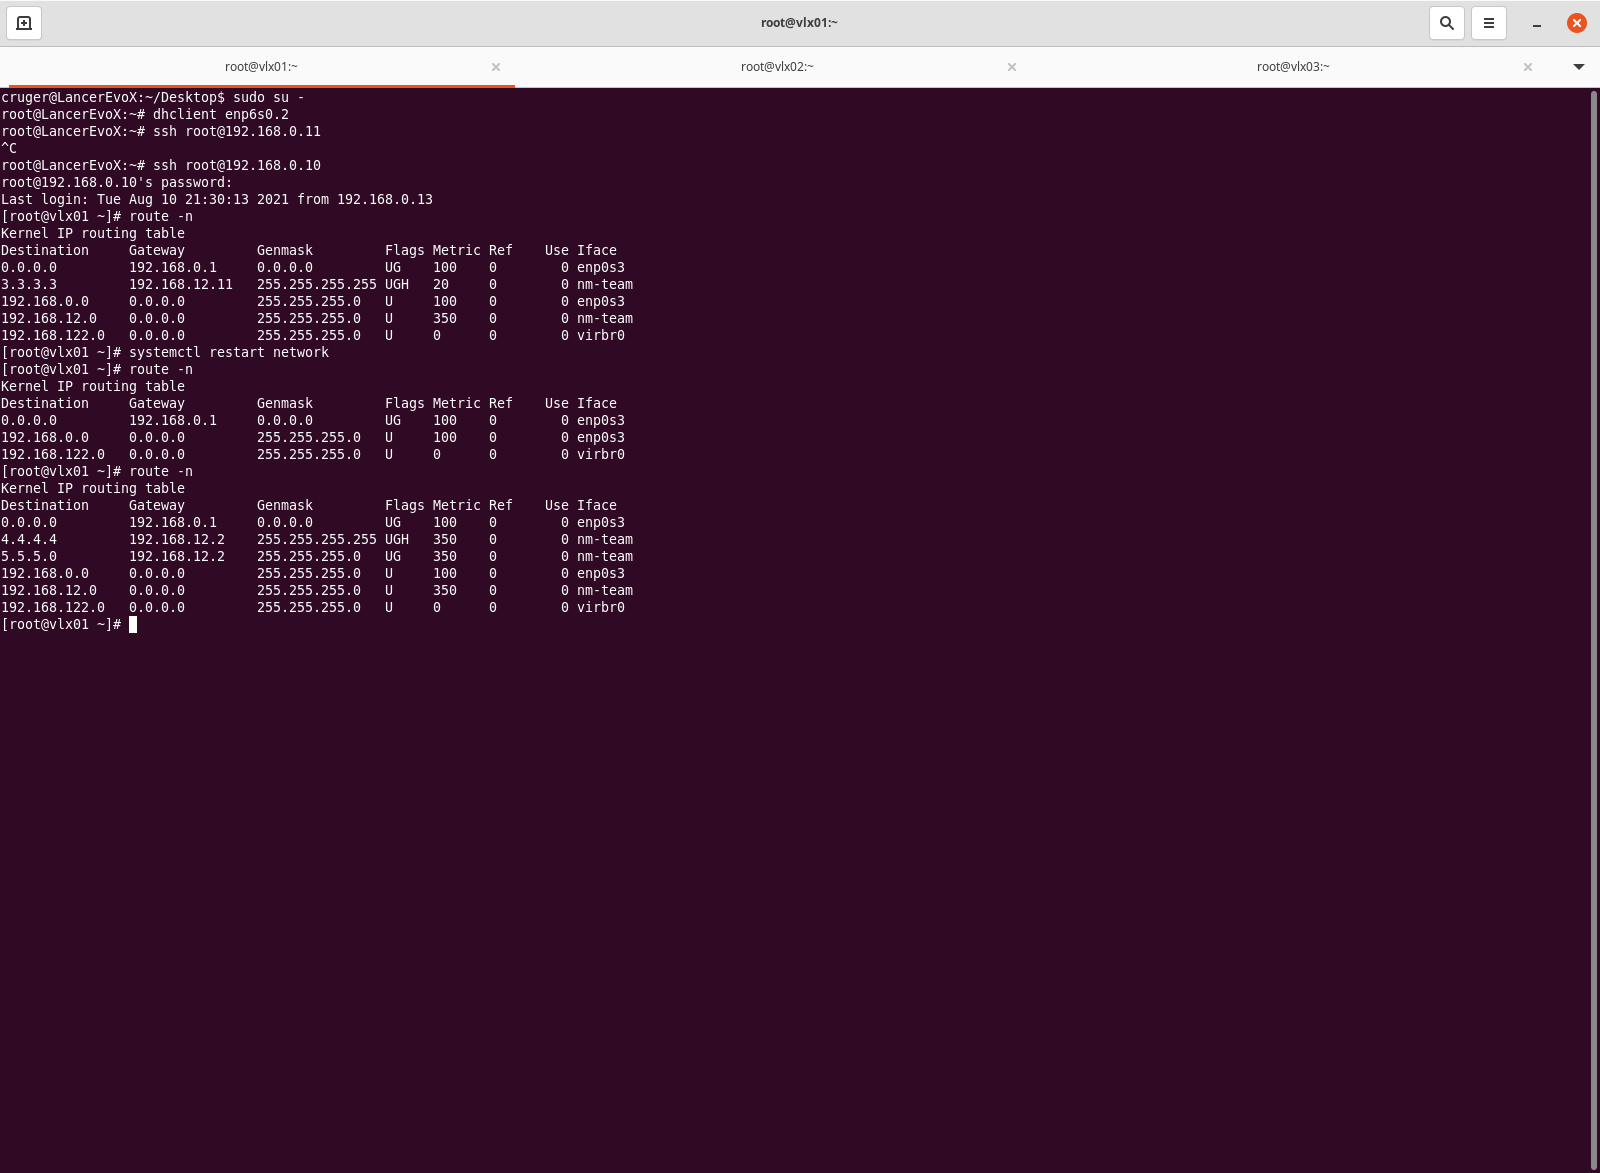 root@vlx01:~
root@vlx01:~ root@vlx02:~ root@vlx03:~
cruger@LancerEvoX:~/Desktop$ sudo su -
root@LancerEvoX:~# dhclient enp6s0.2
root@LancerEvoX:~# ssh root@192.168.0.11
^C
root@LancerEvoX:~# ssh root@192.168.0.10
root@192.168.0.10's password:
Last login: Tue Aug 10 21:30:13 2021 from 192.168.0.13
[root@vlx01 ~]# route -n
Kernel IP routing table
Destination     Gateway         Genmask         Flags Metric Ref    Use Iface
0.0.0.0         192.168.0.1     0.0.0.0         UG    100    0        0 enp0s3
3.3.3.3         192.168.12.11   255.255.255.255 UGH   20     0        0 nm-team
192.168.0.0     0.0.0.0         255.255.255.0   U     100    0        0 enp0s3
192.168.12.0    0.0.0.0         255.255.255.0   U     350    0        0 nm-team
192.168.122.0   0.0.0.0         255.255.255.0   U     0      0        0 virbr0
[root@vlx01 ~]# systemctl restart network
[root@vlx01 ~]# route -n
Kernel IP routing table
Destination     Gateway         Genmask         Flags Metric Ref    Use Iface
0.0.0.0         192.168.0.1     0.0.0.0         UG    100    0        0 enp0s3
192.168.0.0     0.0.0.0         255.255.255.0   U     100    0        0 enp0s3
192.168.122.0   0.0.0.0         255.255.255.0   U     0      0        0 virbr0
[root@vlx01 ~]# route -n
Kernel IP routing table
Destination     Gateway         Genmask         Flags Metric Ref    Use Iface
0.0.0.0         192.168.0.1     0.0.0.0         UG    100    0        0 enp0s3
4.4.4.4         192.168.12.2    255.255.255.255 UGH   350    0        0 nm-team
5.5.5.0         192.168.12.2    255.255.255.0   UG    350    0        0 nm-team
192.168.0.0     0.0.0.0         255.255.255.0   U     100    0        0 enp0s3
192.168.12.0    0.0.0.0         255.255.255.0   U     350    0        0 nm-team
192.168.122.0   0.0.0.0         255.255.255.0   U     0      0        0 virbr0
[root@vlx01 ~]#